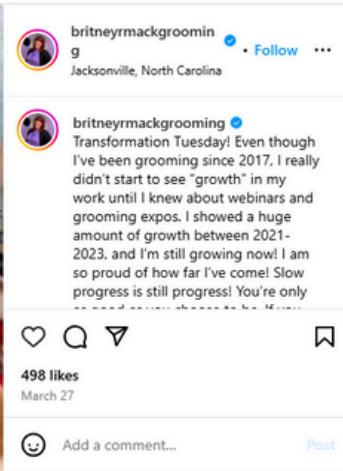 britneyrmackgroomin
g • Follow •••
Jacksonville, North Carolina
britneyrmackgrooming
Transformation Tuesday! Even though
I've been grooming since 2017, I really
didn't start to see "growth" in my
work until I knew about webinars and
grooming expos. I showed a huge
amount of growth between 2021-
2023, and I'm still growing now! I am
so proud of how far I've come! Slow
progress is still progress! You're only
498 likes
March 27
Add a comment...
Post